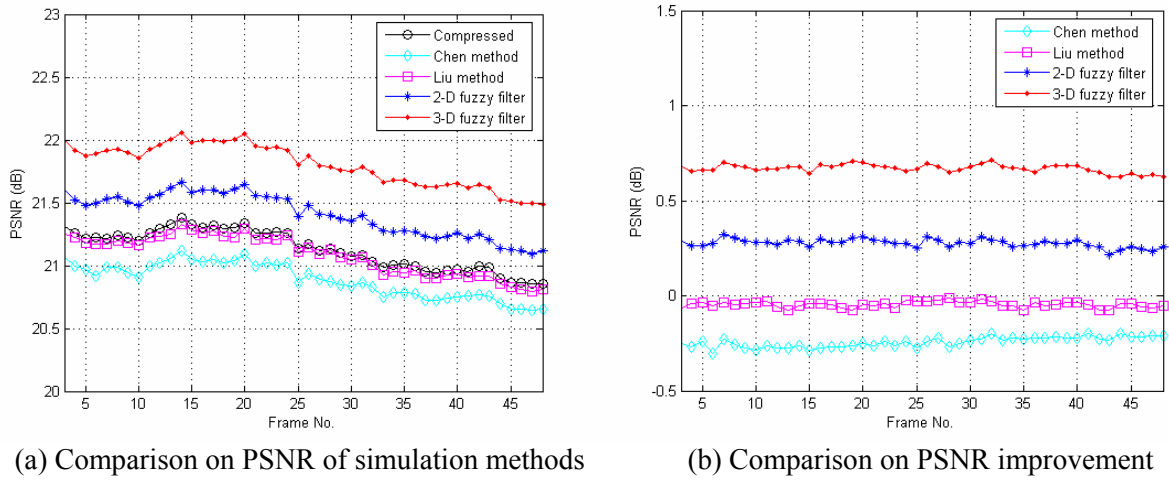 23
22.5
22
21.5
21
20.5
20
PSNR (dB)
5 10 15 20 25 30 35 40 45
Frame No.
Compressed
Chen method
Liu method
2-D fuzzy filter
3-D fuzzy filter
(a) Comparison on PSNR of simulation methods
1.5
1
0.5
0
-0.5
PSNR (dB)
5 10 15 20 25 30 35 40 45
Frame No.
Chen method
Liu method
2-D fuzzy filter
3-D fuzzy filter
(b) Comparison on PSNR improvement